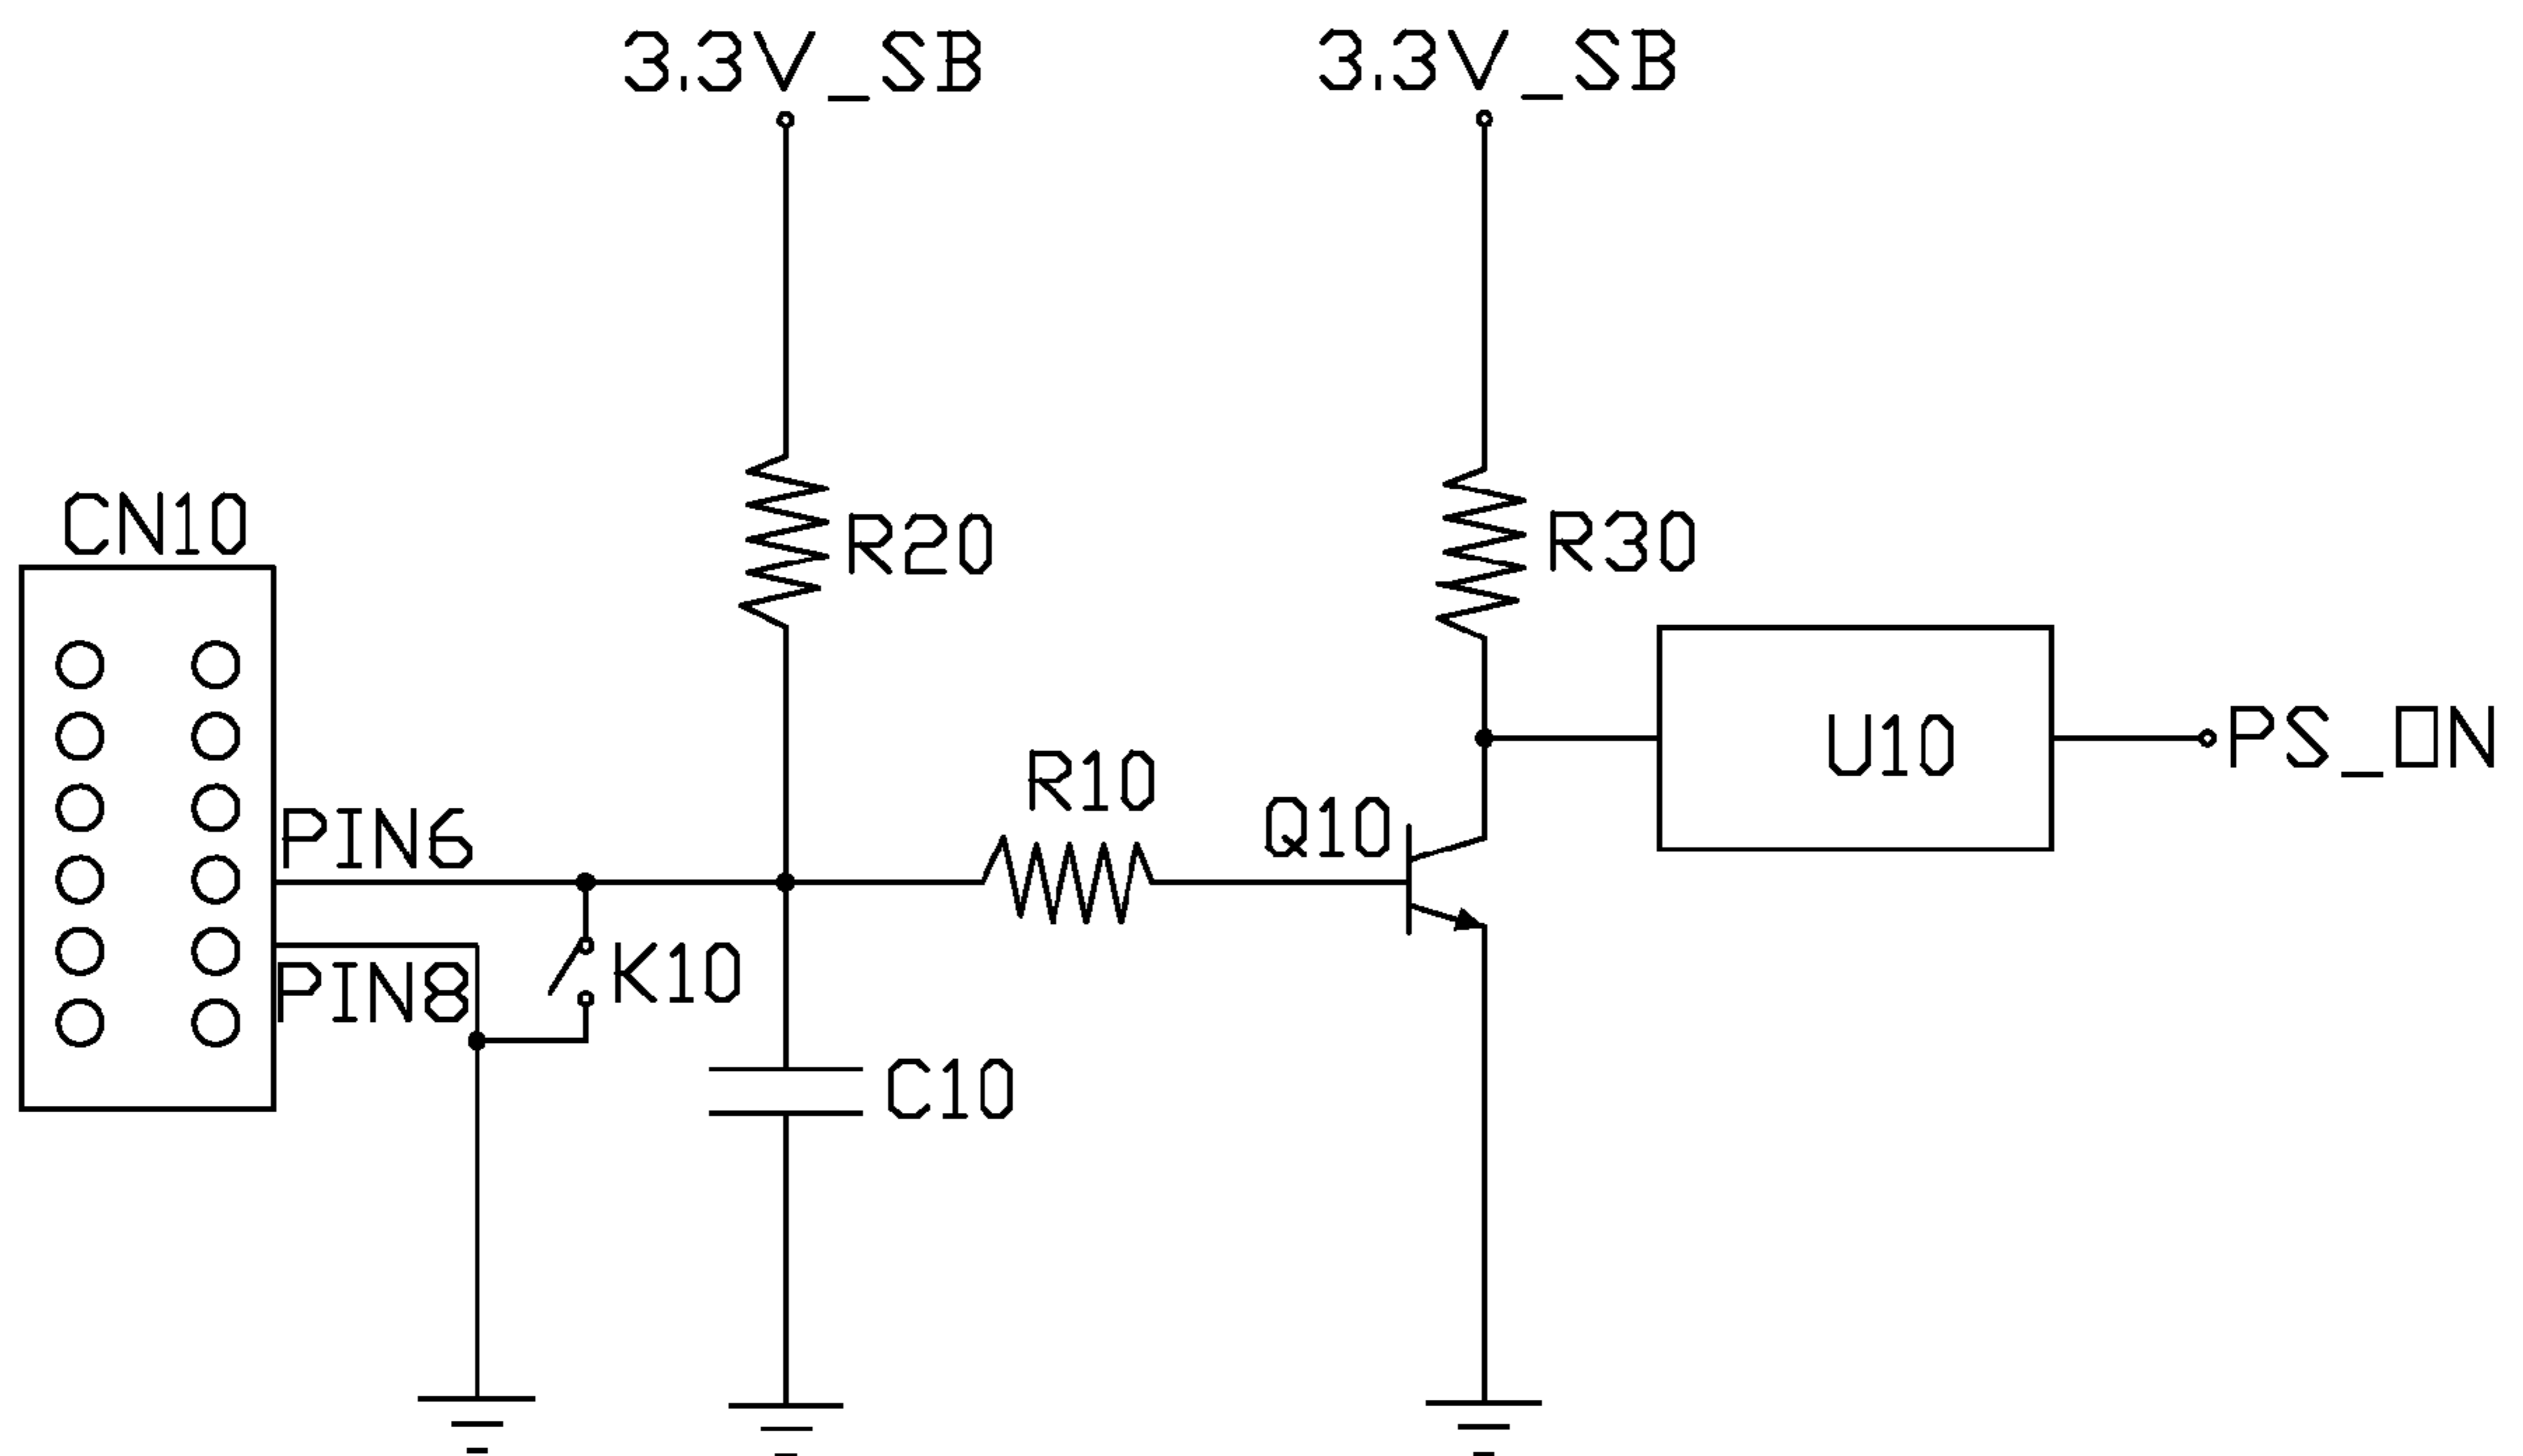 3.3V_SB
3.3V_SB
CN10
R20
R30
PIN6
R10
Q10
U10
PS_ON
PIN8
K10
C10